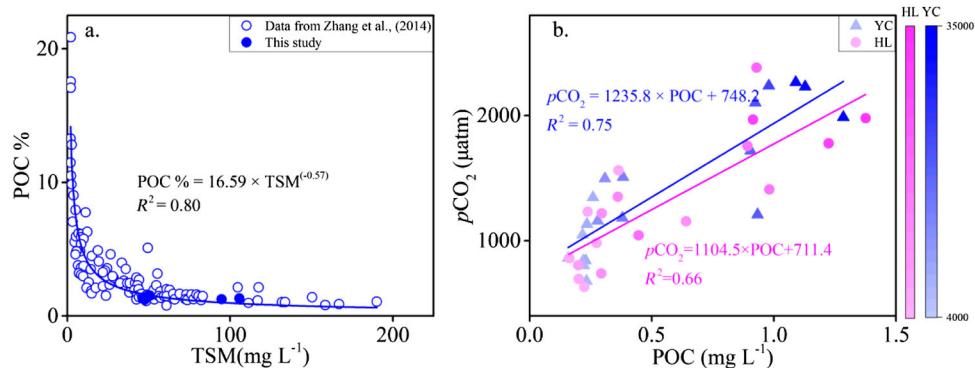 a.
Data from Zhang et al., (2014)
This study
20
10
0
POC %
POC % = 16.59 × TSM(-0.57)
R² = 0.80
0
100
200
TSM(mg L⁻¹)
b.
YC
HL
pCO₂ = 1235.8 × POC + 748.2
R² = 0.75
pCO₂=1104.5×POC+711.4
R²=0.66
2000
1000
pCO₂ (μatm)
0.0
0.5
1.0
1.5
POC (mg L⁻¹)
HL YC
35000
4000